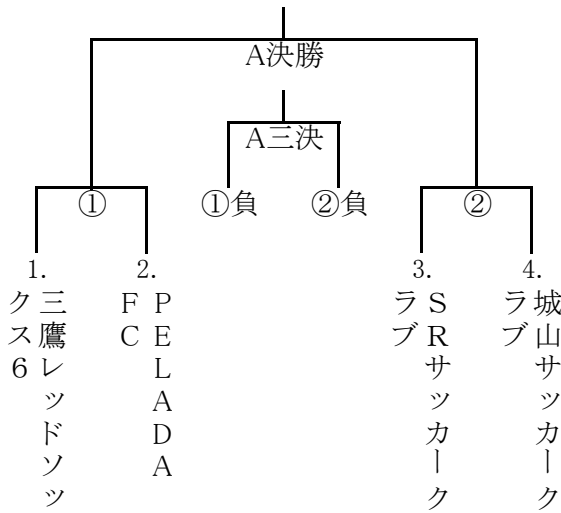 A決勝
A三決
①
①負
②負
②
1.
2.
3.
4.
三鷹レッドソッ
クス6
PELADA
FC
SRサッカーク
ラブ
城山サッカーク
ラブ